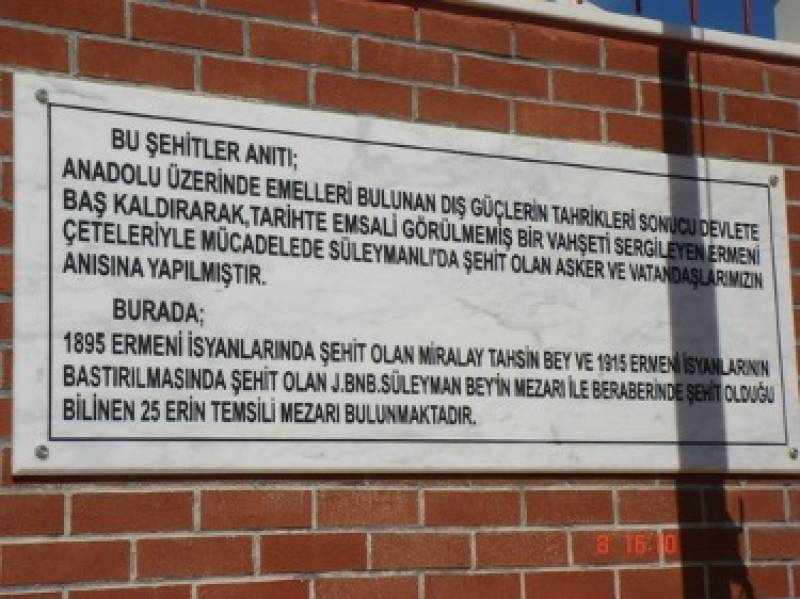 BU ŞEHİTLER ANITI;
ANADOLU ÜZERİNDE EMELLERİ BULUNAN DIŞ GÜÇLERİN TAHRİKLERİ SONUCU DEVLETE
BAŞ KALDIRARAK,TARİHTE EMSALİ GÖRÜLMEMİŞ BİR VAHŞETİ SERGİLEYEN ERMENİ
ÇETELERİYLE MÜCADELEDE SÜLEYMANLI'DA ŞEHİT OLAN ASKER VE VATANDAŞLARIMIZIN
ANISINA YAPILMIŞTIR.
BURADA;
1895 ERMENİ İSYANLARINDA ŞEHİT OLAN MİRALAY TAHSİN BEY VE 1915 ERMENİ İSYANLARININ
BASTIRILMASINDA ŞEHİT OLAN J.BNB.SÜLEYMAN BEY'İN MEZARI İLE BERABERİNDE ŞEHİT OLDUĞU
BİLİNEN 25 ERİN TEMSİLİ MEZARI BULUNMAKTADIR.
8 16:10